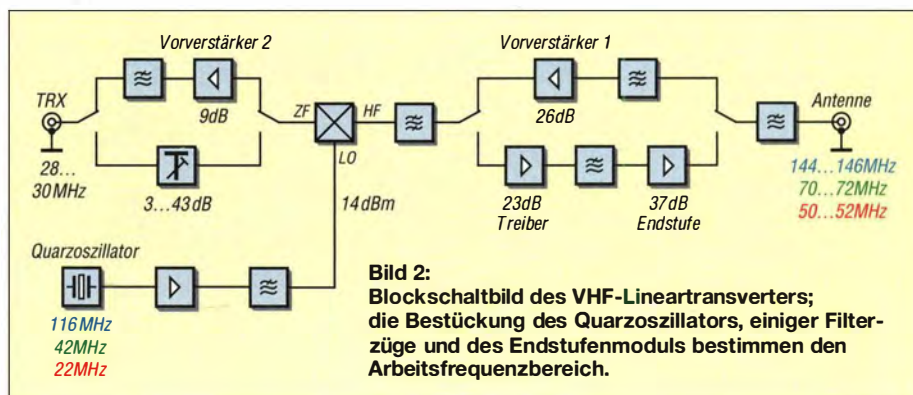 Vorverstärker 2
Vorverstärker 1
TRX
9dB
ZF
HF
LO
26dB
Antenne
28...
30MHz
3...43dB
14dBm
23dB
Treiber
37dB
Endstufe
144...146MHz
70...72MHz
50...52MHz
Quarzoszillator
116MHz
42MHz
22MHz
Bild 2:
Blockschaltbild des VHF-Lineartransverters;
die Bestückung des Quarzoszillators, einiger Filter-
züge und des Endstufenmoduls bestimmen den
Arbeitsfrequenzbereich.